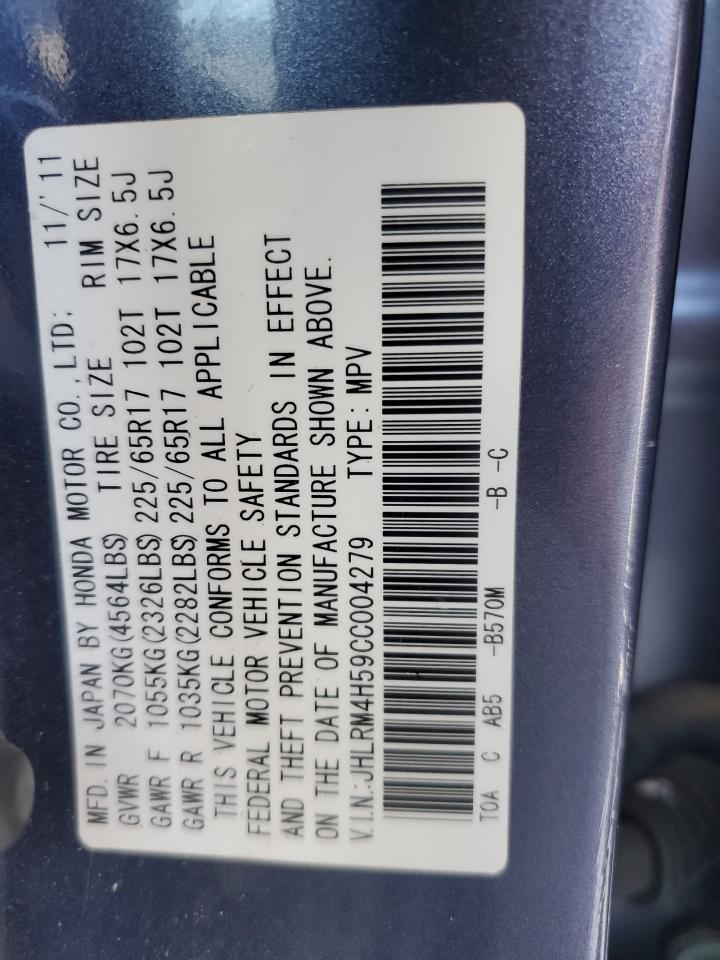 MFD. IN JAPAN BY HONDA MOTOR CO., LTD; 11/'11
GVWR 2070KG(4564LBS) TIRE SIZE RIM SIZE
GAWR F 1055KG(2326LBS) 225/65R17 102T 17X6.5J
GAWR R 1035KG(2282LBS) 225/65R17 102T 17X6.5J
THIS VEHICLE CONFORMS TO ALL APPLICABLE
FEDERAL MOTOR VEHICLE SAFETY
AND THEFT PREVENTION STANDARDS IN EFFECT
ON THE DATE OF MANUFACTURE SHOWN ABOVE.
V.I.N.:JHLRM4H59CC004279 TYPE:MPV
TOA C AB5 -B570M -B -C